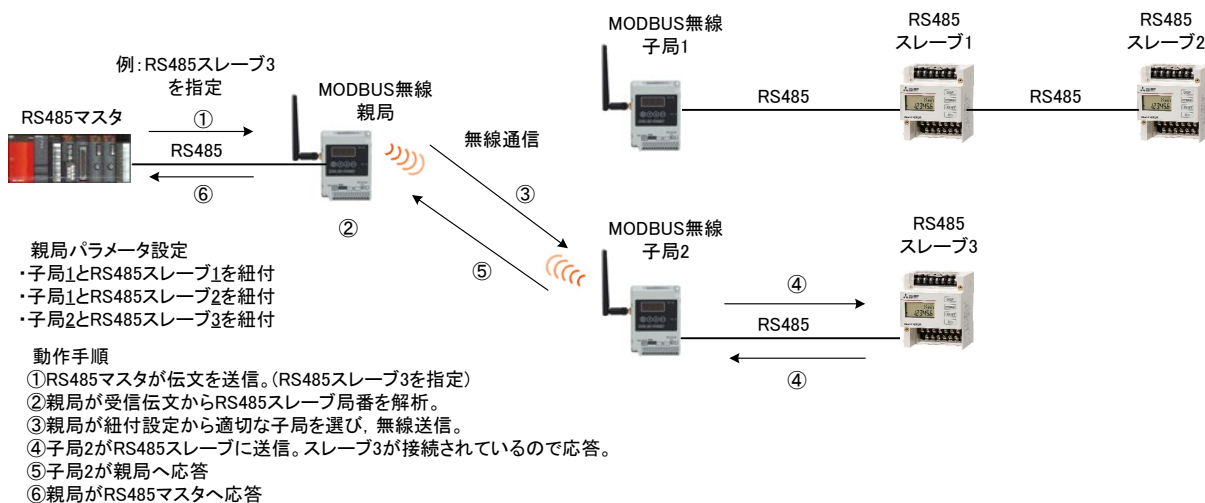 例:RS485スレーブ3
を指定
RS485マスタ
①
RS485
⑥
MODBUS無線
親局
②
無線通信
③
⑤
MODBUS無線
子局1
RS485
RS485
スレーブ1
RS485
RS485
スレーブ2
MODBUS無線
子局2
④
RS485
④
RS485
スレーブ3
親局パラメータ設定
・子局1とRS485スレーブ1を紐付
・子局1とRS485スレーブ2を紐付
・子局2とRS485スレーブ3を紐付
動作手順
①RS485マスタが伝文を送信。(RS485スレーブ3を指定)
②親局が受信伝文からRS485スレーブ局番を解析。
③親局が紐付設定から適切な子局を選び, 無線送信。
④子局2がRS485スレーブに送信。スレーブ3が接続されているので応答。
⑤子局2が親局へ応答
⑥親局がRS485マスタへ応答